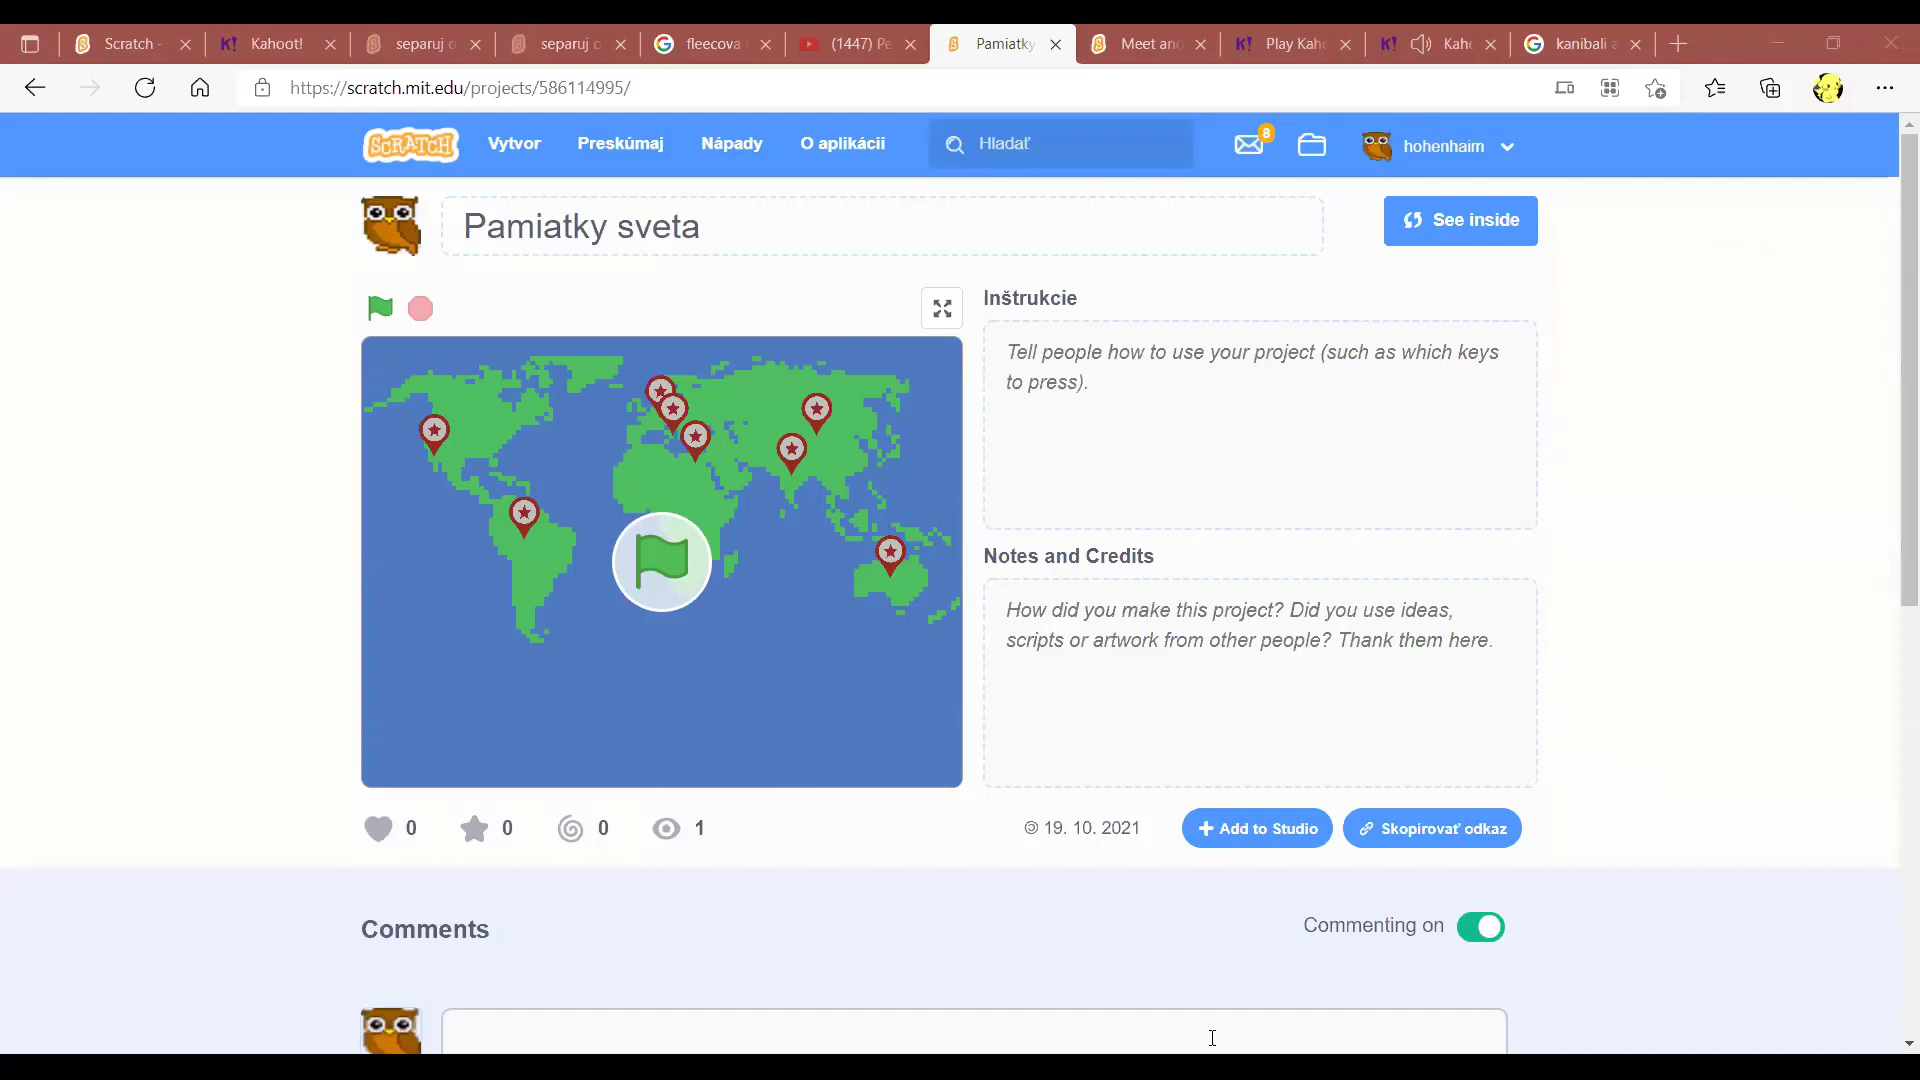 Scratch -
Kahoot!
separuj o
separuj o
fleecova
(1447) Pe
Pamiatky
Meet and
Play Kaho
Kaho
kanibali a
https://scratch.mit.edu/projects/586114995/
SCRATCH
Vytvor
Preskúmaj
Nápady
O aplikácii
Hladať
8
hohenhaim
Pamiatky sveta
See inside
Inštrukcie
Tell people how to use your project (such as which keys
to press).
Notes and Credits
How did you make this project? Did you use ideas,
scripts or artwork from other people? Thank them here.
0
0
0
1
© 19. 10. 2021
Add to Studio
Skopírovať odkaz
Comments
Commenting on